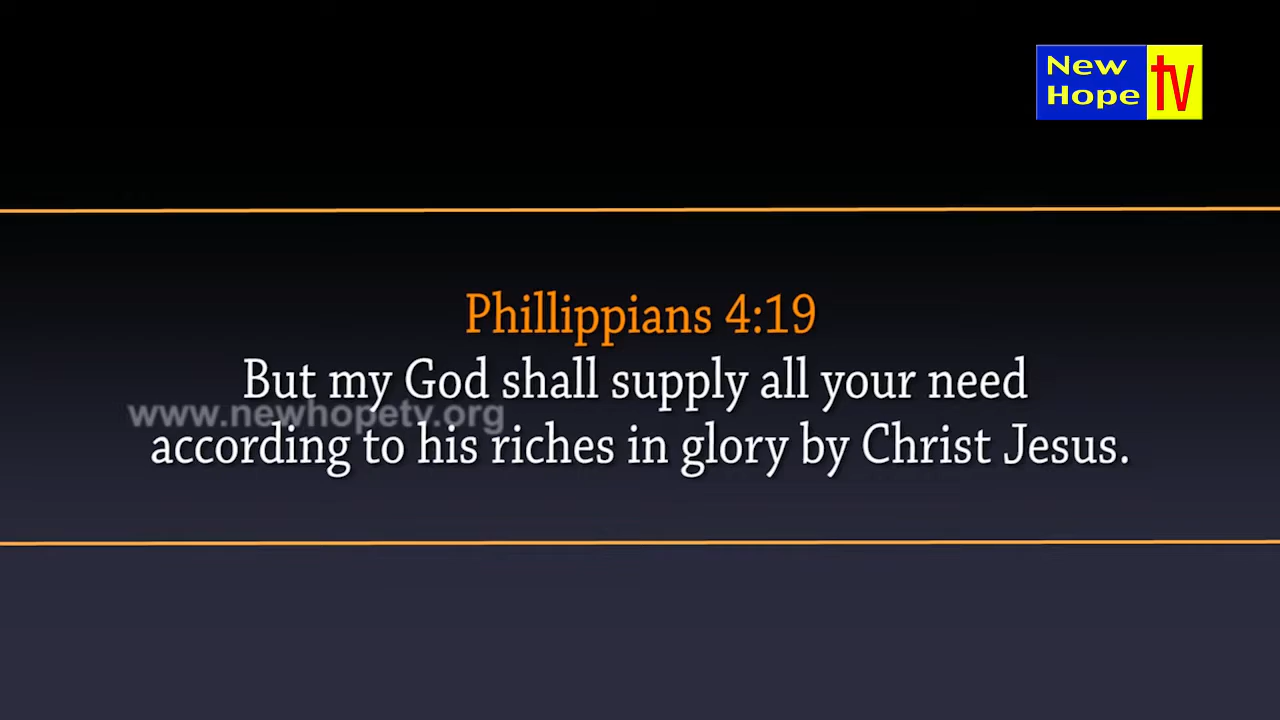 New
Hope
tv
Phillippians 4:19
But my God shall supply all your need
www.newhopetv.org
according to his riches in glory by Christ Jesus.